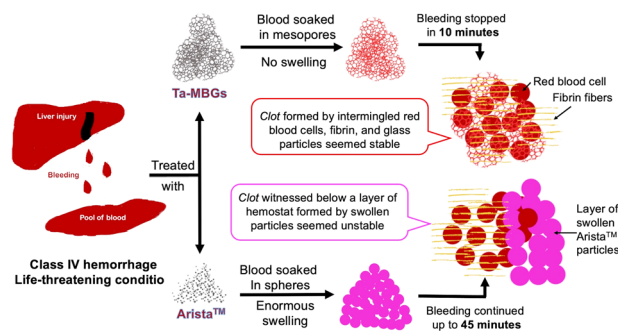 Blood soaked
in mesopores
No swelling
Bleeding stopped
in 10 minutes
Ta-MBGs
Red blood cell
Fibrin fibers
Clot formed by intermingled red
blood cells, fibrin, and glass
particles seemed stable
Liver injury
Bleeding
Pool of blood
Treated
with
Clot witnessed below a layer of
hemostat formed by swollen
particles seemed unstable
Layer of
swollen
Arista™
particles
Class IV hemorrhage
Life-threatening conditio
Arista™
Blood soaked
In spheres
Enormous
swelling
Bleeding continued
up to 45 minutes